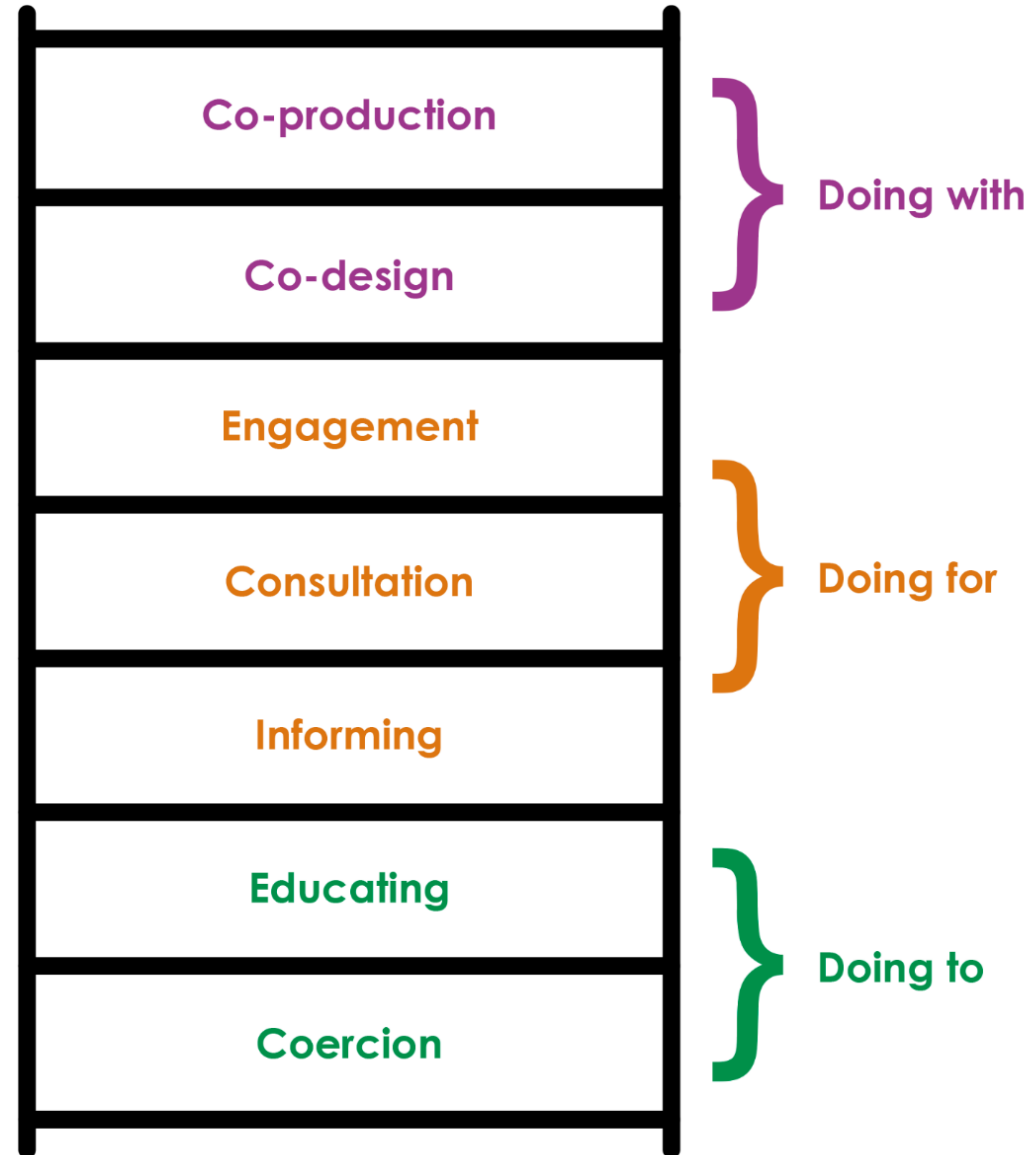 Co-production
Doing with
Co-design
Engagement
Consultation
Doing for
Informing
Educating
Doing to
Coercion